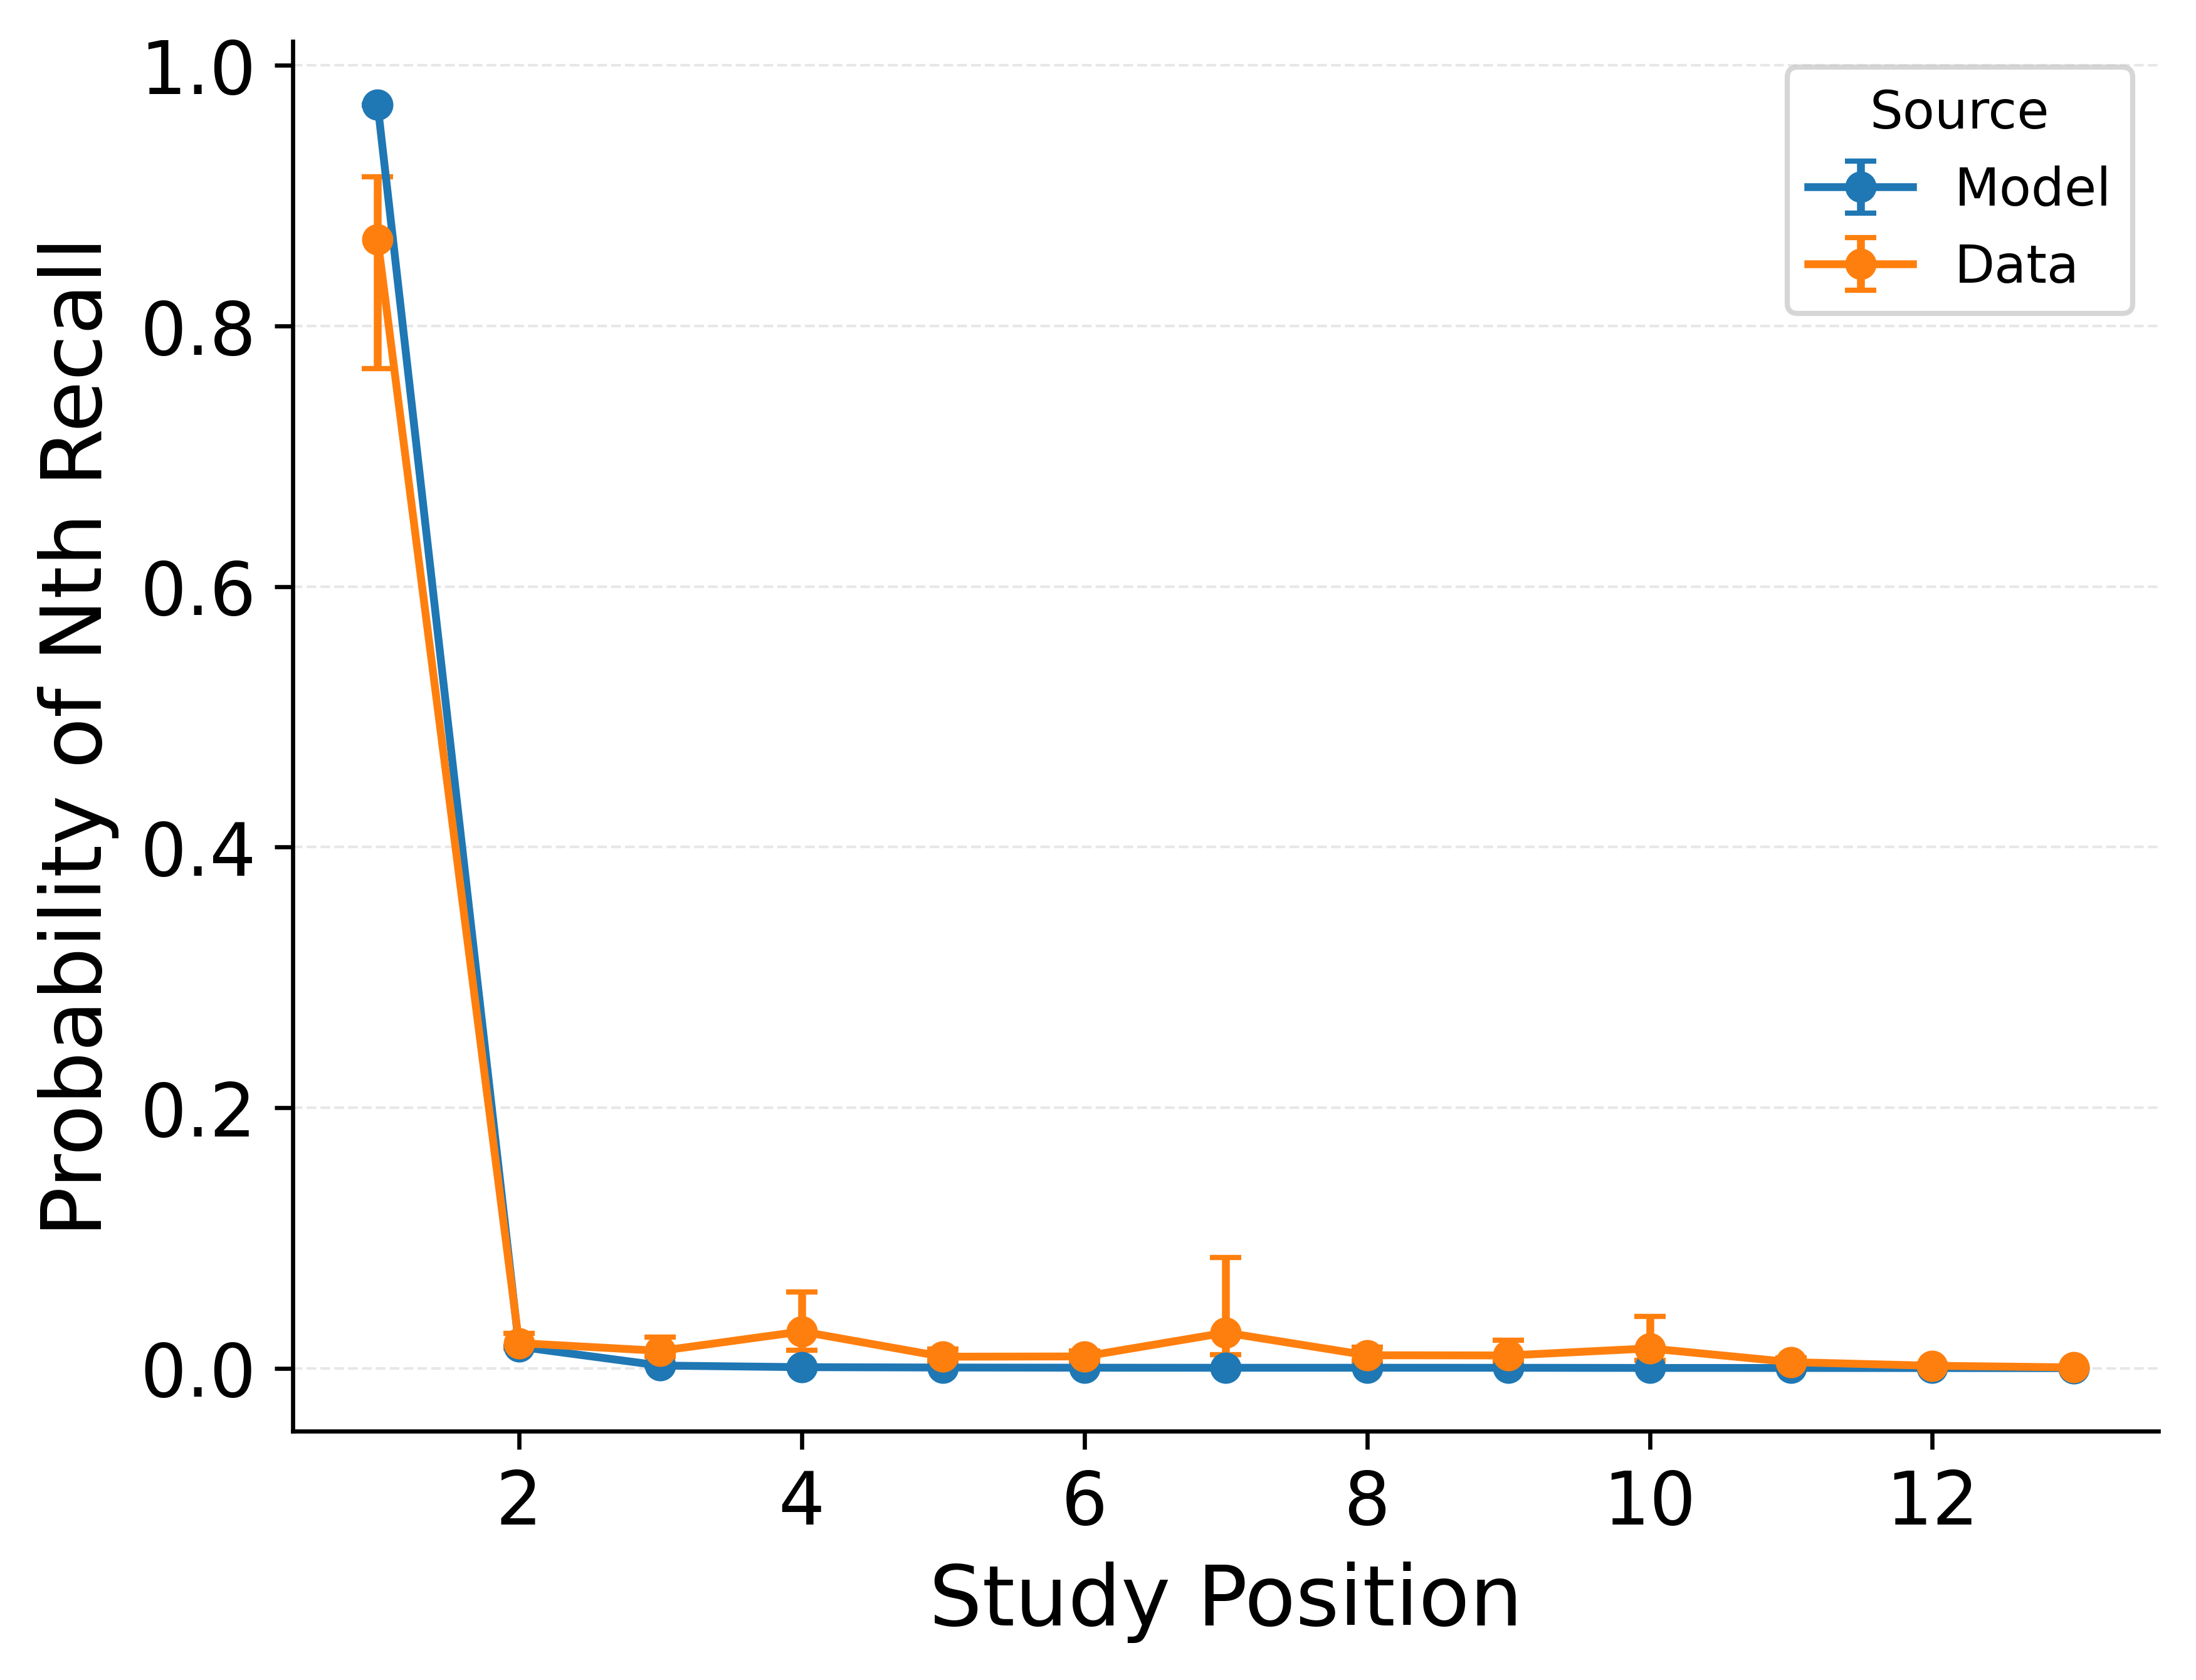 Probability of Nth Recall
1.0
0.8
0.6
0.4
0.2
0.0
Source
Model
Data
2 4 6 8 10 12
Study Position